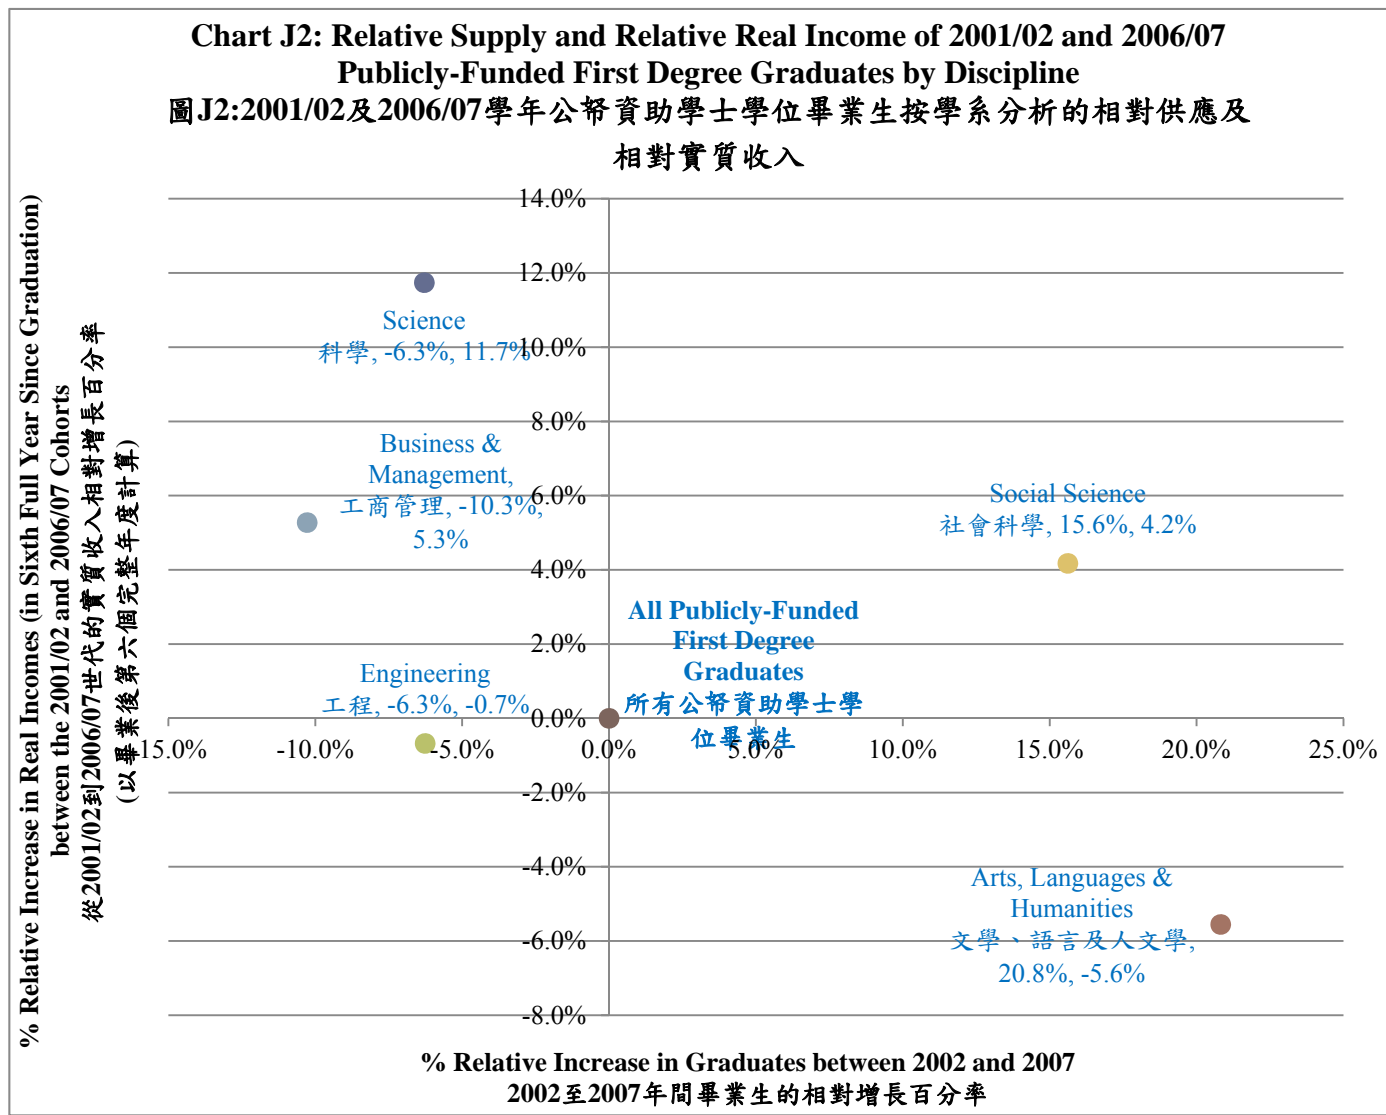 Chart J2: Relative Supply and Relative Real Income of 2001/02 and 2006/07
Publicly-Funded First Degree Graduates by Discipline
圖J2:2001/02及2006/07學年公帑資助學士學位畢業生按學系分析的相對供應及
相對實質收入
% Relative Increase in Real Incomes (in Sixth Full Year Since Graduation)
between the 2001/02 and 2006/07 Cohorts
從2001/02到2006/07世代的實質收入相對增長百分率
(以畢業後第六個完整年度計算)
14.0%
12.0%
10.0%
8.0%
6.0%
4.0%
2.0%
0.0%
-2.0%
-4.0%
-6.0%
-8.0%
Science
科學, -6.3%, 11.7%
Business &
Management,
工商管理, -10.3%,
5.3%
Social Science
社會科學, 15.6%, 4.2%
All Publicly-Funded
First Degree
Graduates
所有公帑資助學士學
位畢業生
Engineering
工程, -6.3%, -0.7%
-15.0%
-10.0%
-5.0%
0.0%
5.0%
10.0%
15.0%
20.0%
25.0%
Arts, Languages &
Humanities
文學、語言及人文學,
20.8%, -5.6%
% Relative Increase in Graduates between 2002 and 2007
2002至2007年間畢業生的相對增長百分率